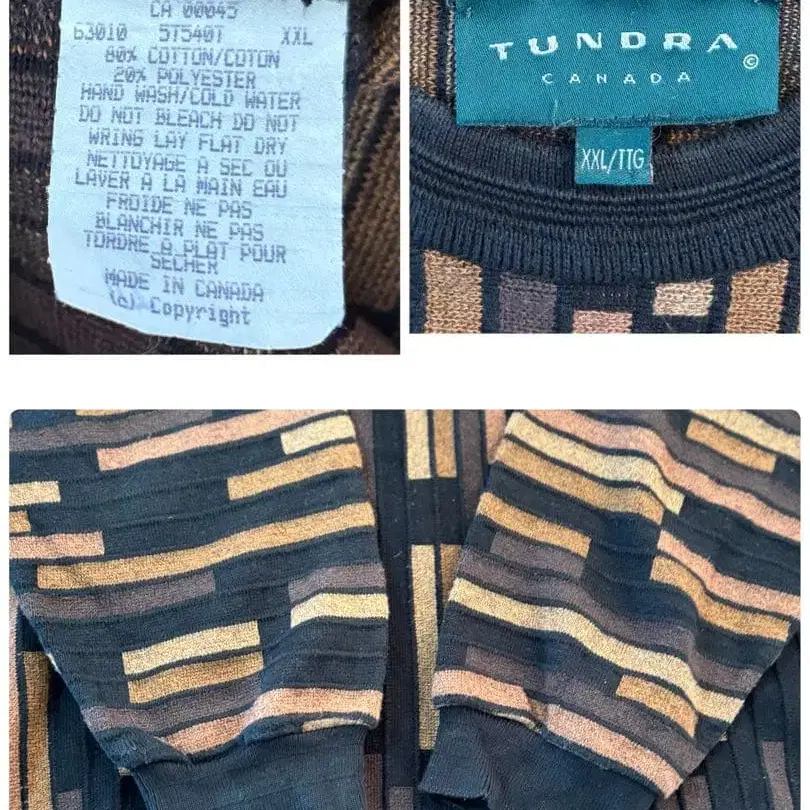 CA 00045
63010 5T540T XXL
80% COTTON/COTON
20% POLYESTER
HAND WASH/COLD WATER
DO NOT BLEACH DO NOT
WRING LAY FLAT DRY
NETTOYAGE A SEC OU
LAVER A LA MAIN EAU
FROIDE NE PAS
BLANCHIR NE PAS
TORDRE A PLAT POUR
SECHER
MADE IN CANADA
(c) Copyright
TUNDRA ©
CANADA
XXL/TTG